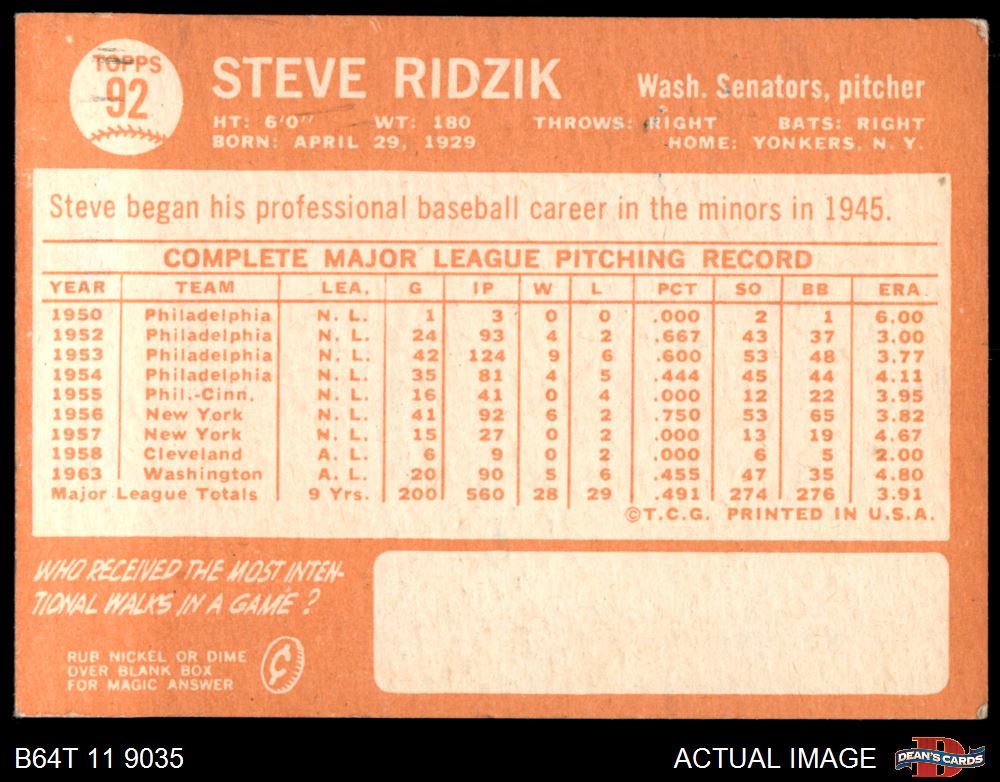 TOPPS
92
STEVE RIDZIK
Wash. Senators, pitcher
HT: 6'0" WT: 180 THROWS: RIGHT BATS: RIGHT
BORN: APRIL 29, 1929 HOME: YONKERS, N. Y.
Steve began his professional baseball career in the minors in 1945.
COMPLETE MAJOR LEAGUE PITCHING RECORD
YEAR TEAM LEA. G IP W L PCT SO BB ERA.
1950 Philadelphia N. L. 1 3 0 0 .000 2 1 6.00
1952 Philadelphia N. L. 24 93 4 2 .667 43 37 3.00
1953 Philadelphia N. L. 42 124 9 6 .600 53 48 3.77
1954 Philadelphia N. L. 35 81 4 5 .444 45 44 4.11
1955 Phil.-Cinn. N. L. 16 41 0 4 .000 12 22 3.95
1956 New York N. L. 41 92 6 2 .750 53 65 3.82
1957 New York N. L. 15 27 0 2 .000 13 19 4.67
1958 Cleveland A. L. 6 9 0 2 .000 6 5 2.00
1963 Washington A. L. 20 90 5 6 .455 47 35 4.80
Major League Totals 9 Yrs. 200 560 28 29 .491 274 276 3.91
©T.C.G. PRINTED IN U.S.A.
WHO RECEIVED THE MOST INTEN-
TIONAL WALKS IN A GAME?
RUB NICKEL OR DIME
OVER BLANK BOX
FOR MAGIC ANSWER
¢
B64T 11 9035
ACTUAL IMAGE
D
DEAN'S CARDS